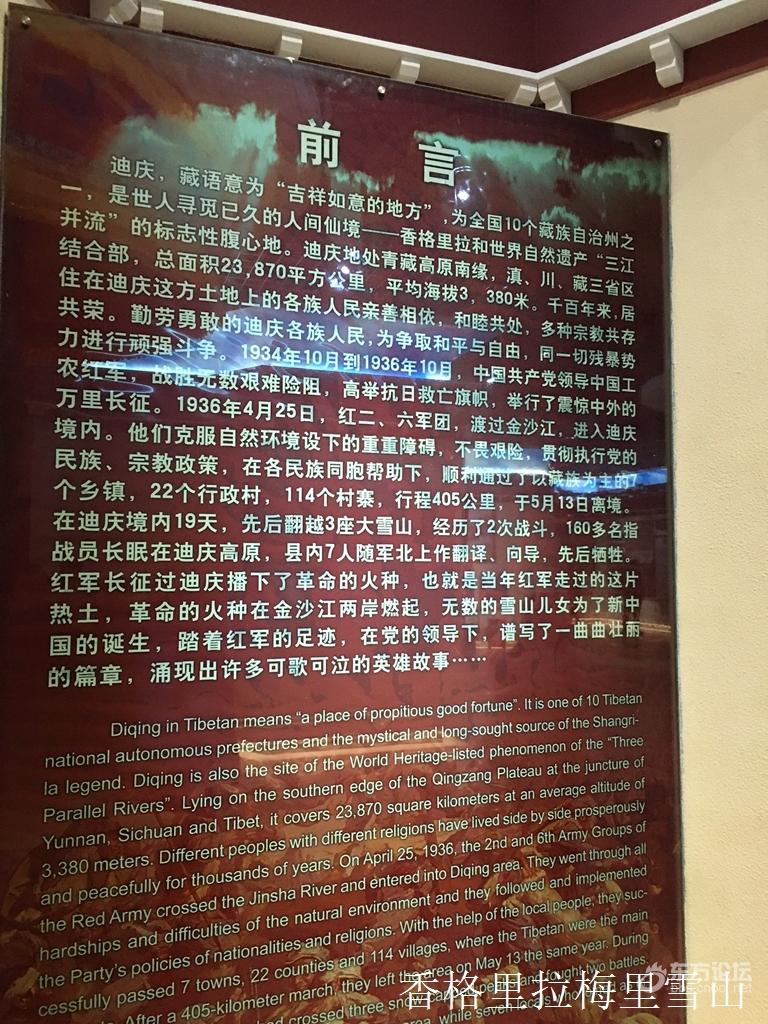 前言
迪庆，藏语意为“吉祥如意的地方”，为全国10个藏族自治州之
一，是世人寻觅已久的人间仙境——香格里拉和世界自然遗产“三江
并流”的标志性腹心地。迪庆地处青藏高原南缘，滇、川、藏三省区
结合部，总面积23,870平方公里，平均海拔3，380米。千百年来，居
住在迪庆这方土地上的各族人民亲善相依，和睦共处，多种宗教共存
共荣。勤劳勇敢的迪庆各族人民，为争取和平与自由，同一切残暴势
力进行顽强斗争。1934年10月到1936年10月，中国共产党领导中国工
农红军，战胜无数艰难险阻，高举抗日救亡旗帜，举行了震惊中外的
万里长征。1936年4月25日，红二、六军团，渡过金沙江，进入迪庆
境内。他们克服自然环境设下的重重障碍，不畏艰险，贯彻执行党的
民族、宗教政策，在各民族同胞帮助下，顺利通过了以藏族为主的7
个乡镇，22个行政村，114个村寨，行程405公里，于5月13日离境。
在迪庆境内19天，先后翻越3座大雪山，经历了2次战斗，160多名指
战员长眠在迪庆高原，县内7人随军北上作翻译、向导，先后牺牲。
红军长征过迪庆播下了革命的火种，也就是当年红军走过的这片
热土，革命的火种在金沙江两岸燃起，无数的雪山儿女为了新中
国的诞生，踏着红军的足迹，在党的领导下，谱写了一曲曲壮丽
的篇章，涌现出许多可歌可泣的英雄故事……
Diqing in Tibetan means “a place of propitious good fortune”. It is one of 10 Tibetan
national autonomous prefectures and the mystical and long-sought source of the Shangri-
la legend. Diqing is also the site of the World Heritage-listed phenomenon of the “Three
Parallel Rivers”. Lying on the southern edge of the Qingzang Plateau at the juncture of
Yunnan, Sichuan and Tibet, it covers 23,870 square kilometers at an average altitude of
3,380 meters. Different peoples with different religions have lived side by side prosperously
and peacefully for thousands of years. On April 25, 1936, the 2nd and 6th Army Groups of
the Red Army crossed the Jinsha River and entered into Diqing area. They went through all
hardships and difficulties of the natural environment and they followed and implemented
the Party's policies of nationalities and religions. With the help of the local people, they suc-
cessfully passed 7 towns, 22 counties and 114 villages, where the Tibetan were the main
After a 405-kilometer march, they left the area on May 13 the same year. During
crossed three fought two battles,
area, while seven
东方论坛
香格里拉梅里雪山